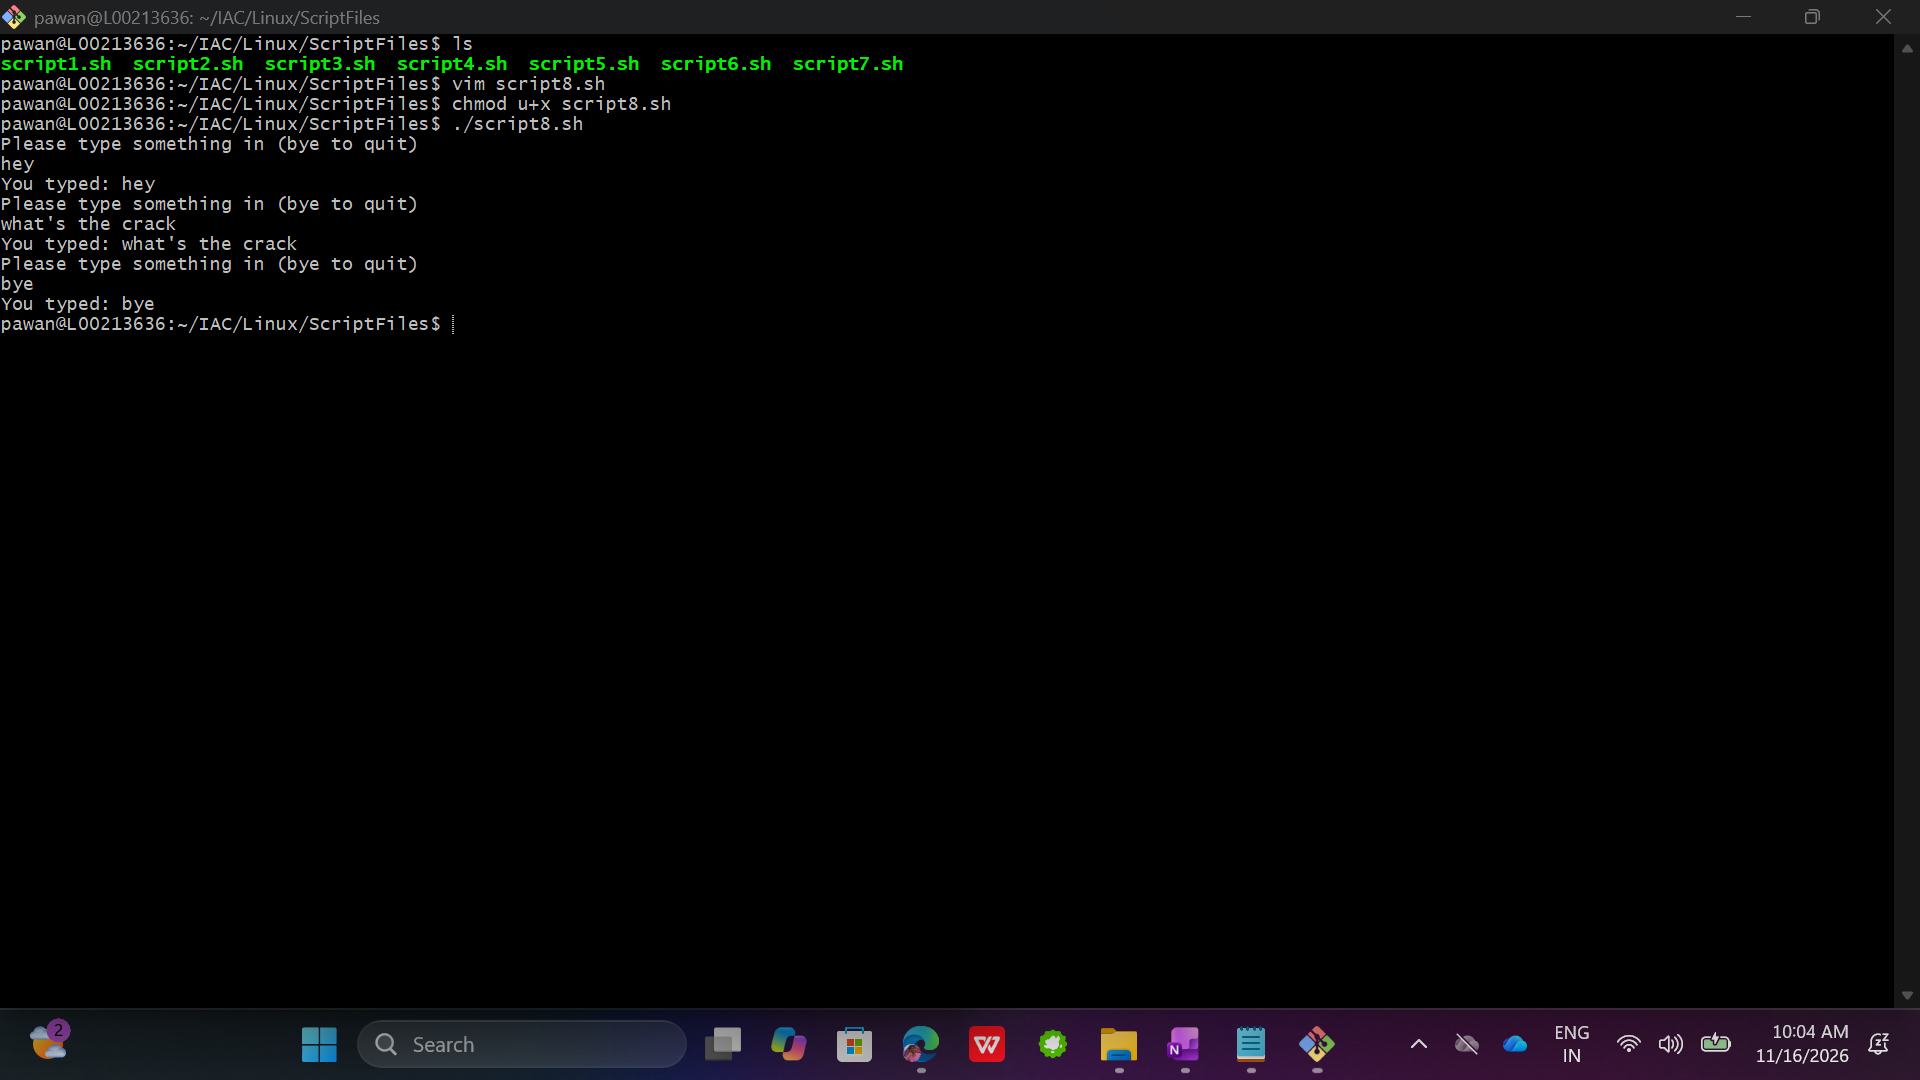 pawan@L00213636: ~/IAC/Linux/ScriptFiles
pawan@L00213636:~/IAC/Linux/ScriptFiles$ ls
script1.sh  script2.sh  script3.sh  script4.sh  script5.sh  script6.sh  script7.sh
pawan@L00213636:~/IAC/Linux/ScriptFiles$ vim script8.sh
pawan@L00213636:~/IAC/Linux/ScriptFiles$ chmod u+x script8.sh
pawan@L00213636:~/IAC/Linux/ScriptFiles$ ./script8.sh
Please type something in (bye to quit)
hey
You typed: hey
Please type something in (bye to quit)
what's the crack
You typed: what's the crack
Please type something in (bye to quit)
bye
You typed: bye
pawan@L00213636:~/IAC/Linux/ScriptFiles$
2
Search
W
N
ENG
IN
10:04 AM
11/16/2026